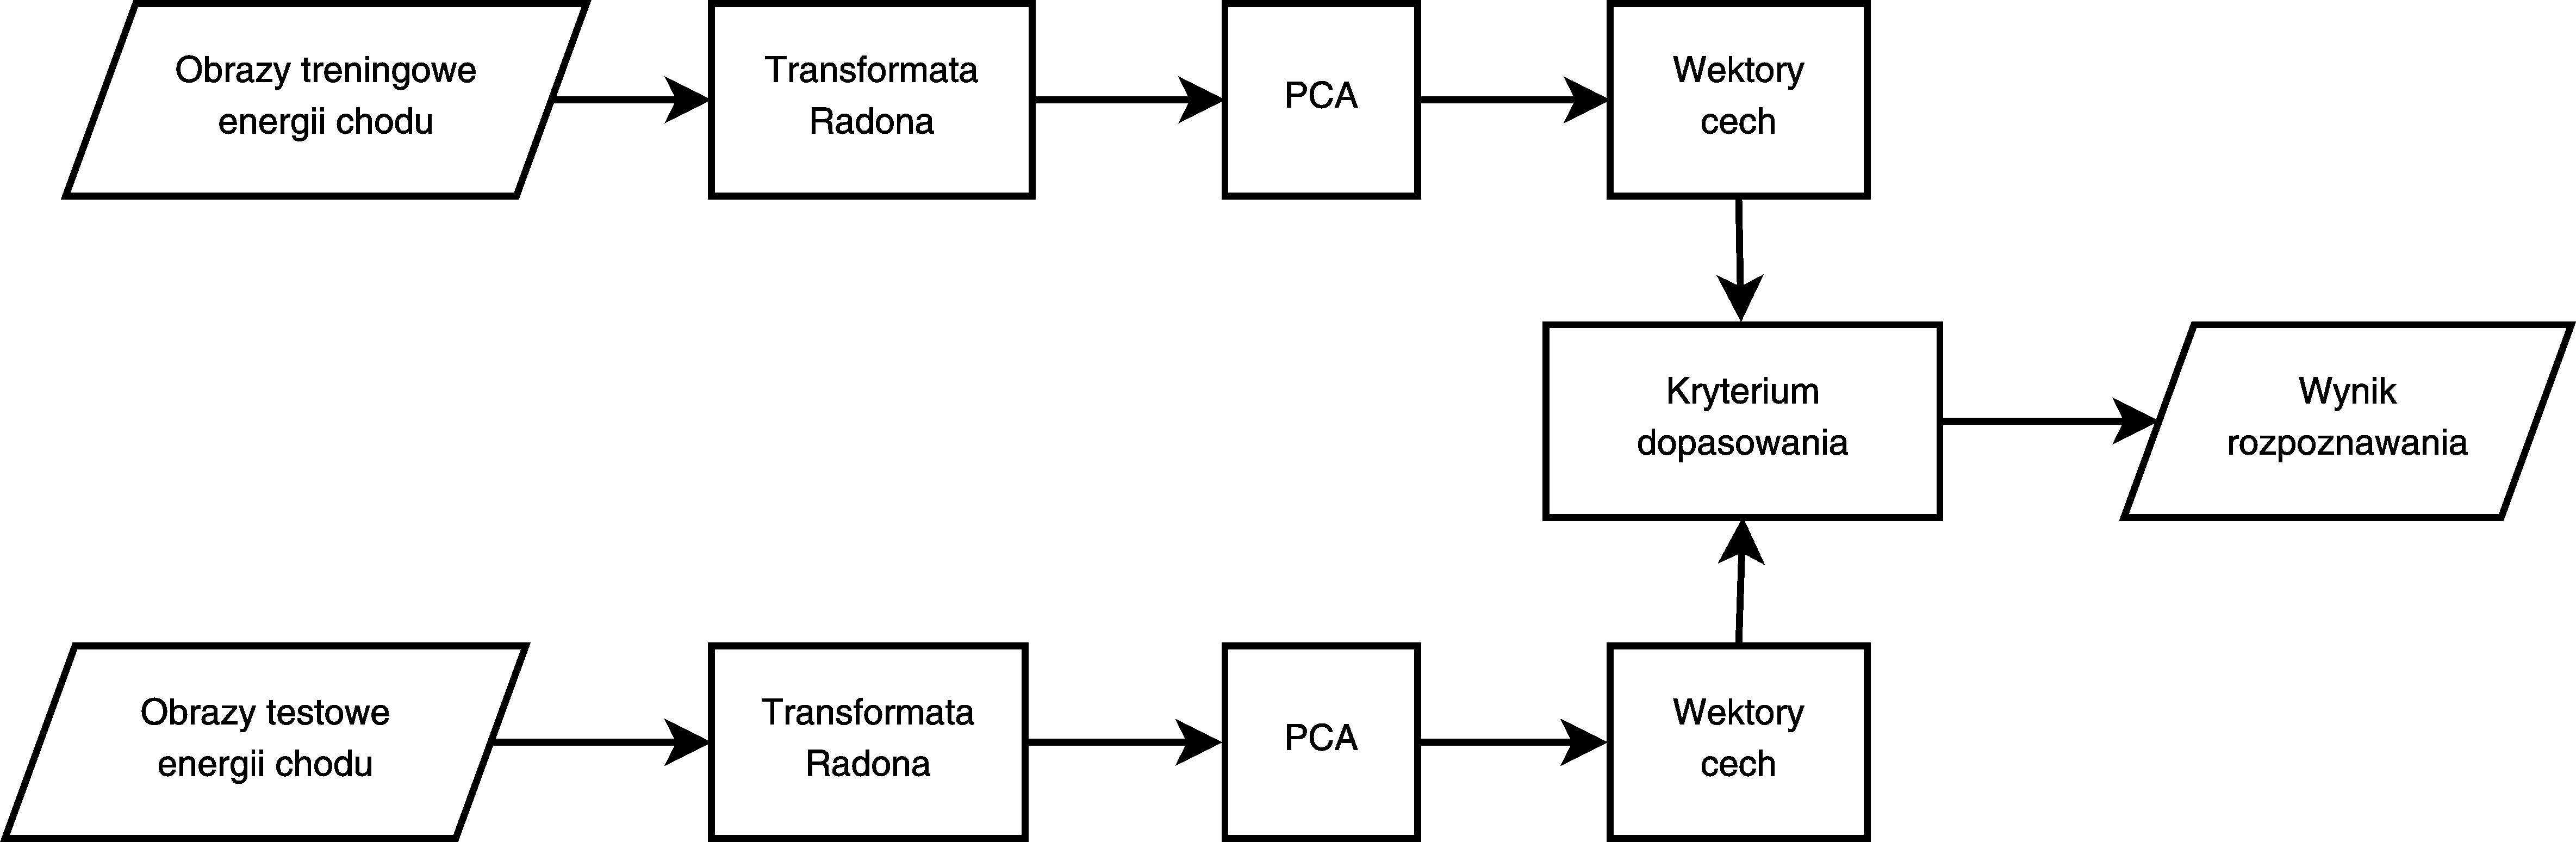 Obrazy treningowe
energii chodu
Transformata
Radona
PCA
Wektory
cech
Kryterium
dopasowania
Wynik
rozpoznawania
Obrazy testowe
energii chodu
Transformata
Radona
PCA
Wektory
cech